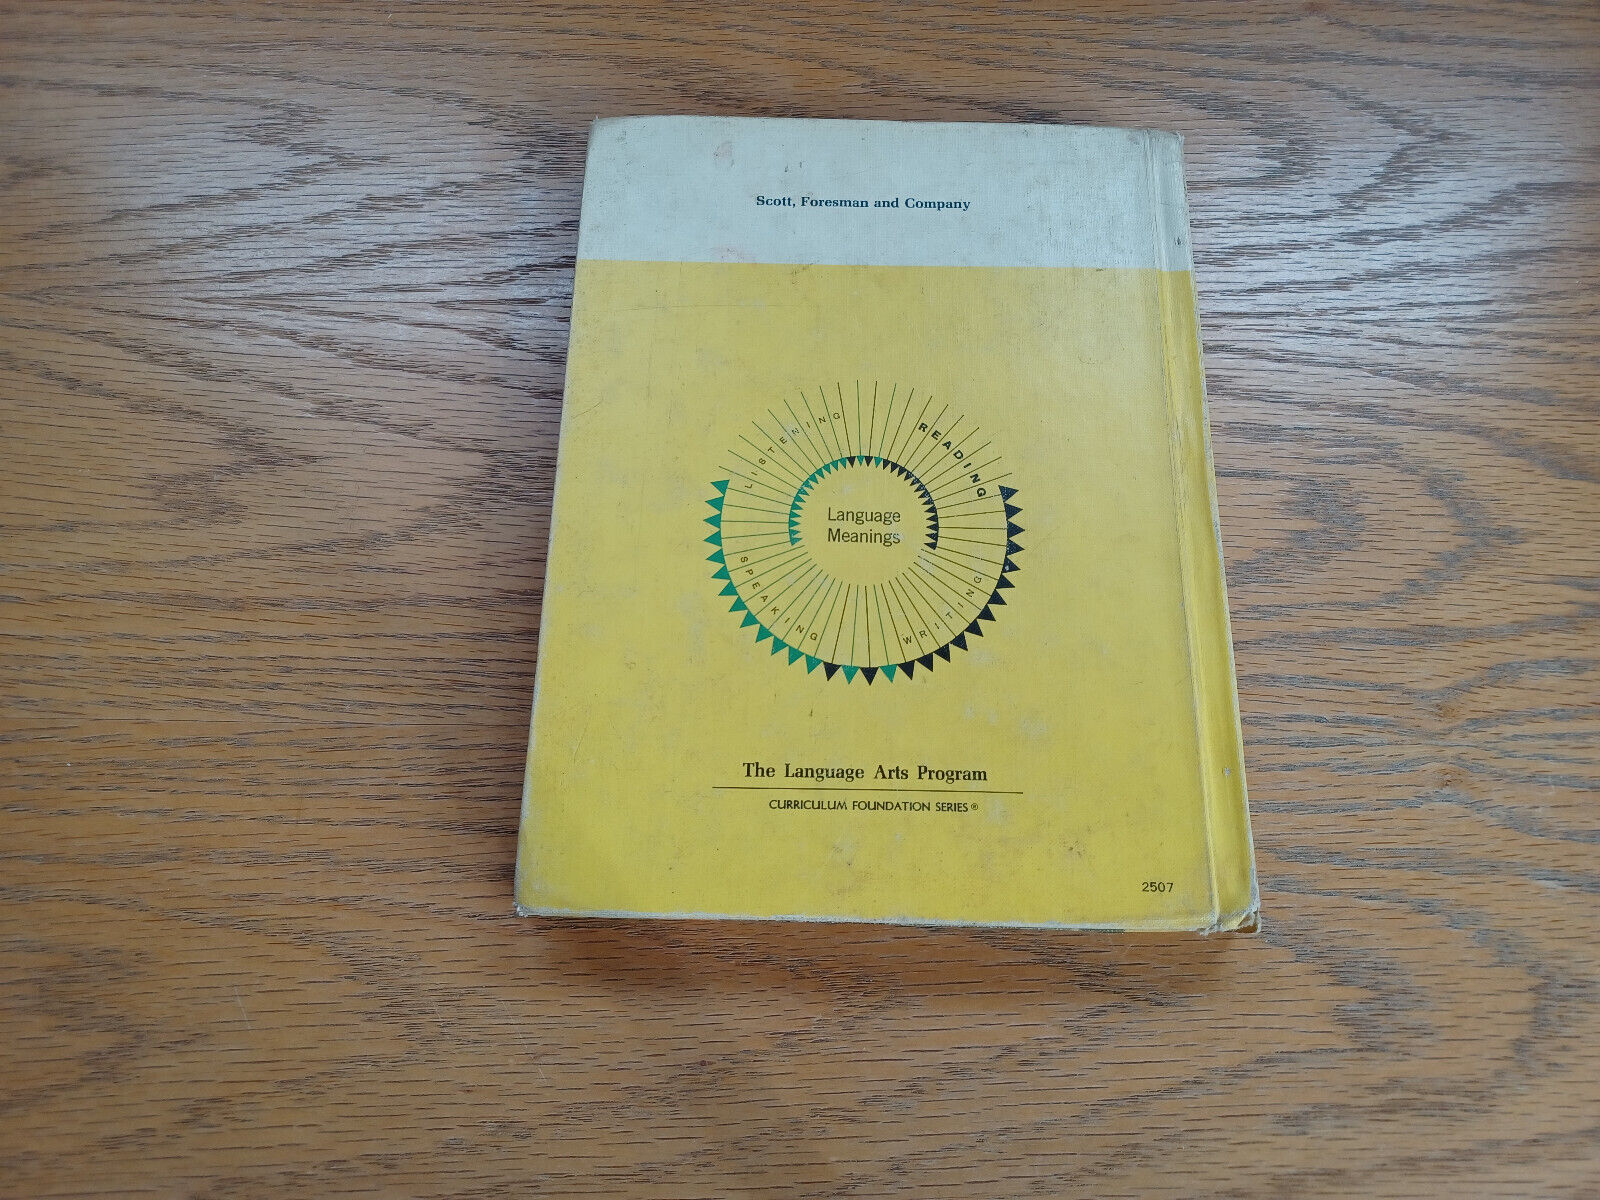 Scott, Foresman and Company
LISTENING
READING
Language
Meanings
SPEAKING
WRITING
The Language Arts Program
CURRICULUM FOUNDATION SERIES®
2507